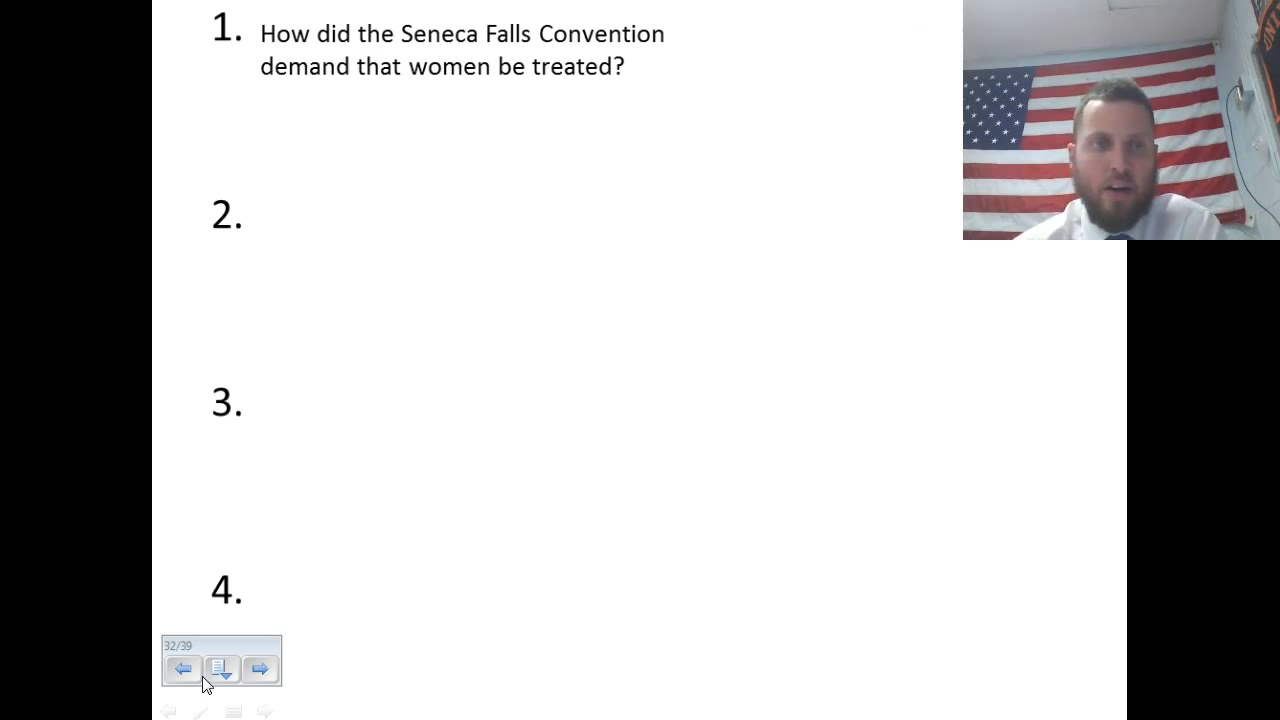 1. How did the Seneca Falls Convention
demand that women be treated?
2.
3.
4.
32/39